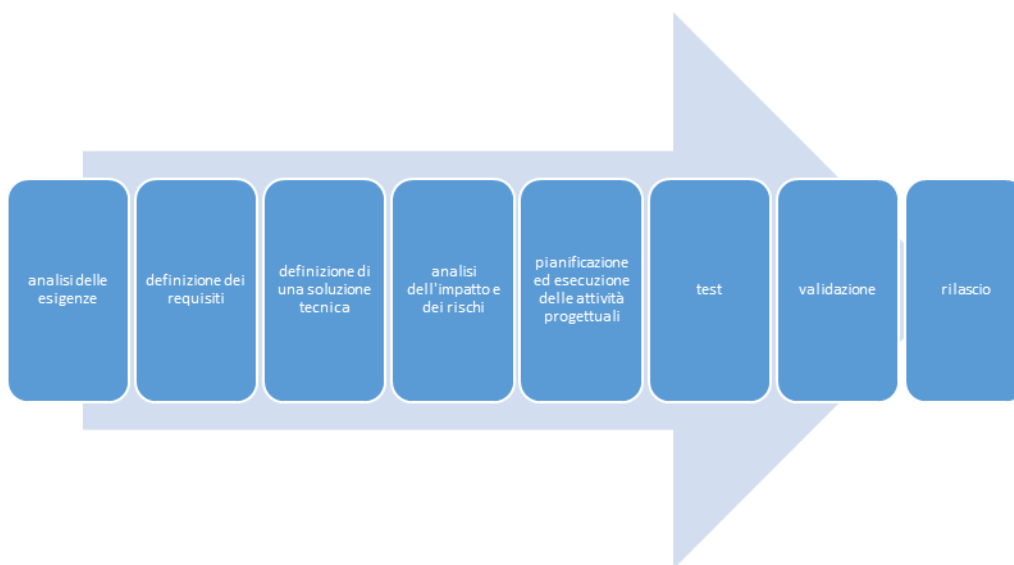 analisi delle
esigenze
definizione dei
requisiti
definizione di
una soluzione
tecnica
analisi
dell'impatto e
dei rischi
pianificazione
ed esecuzione
delle attività
progettuali
test
validazione
rilascio